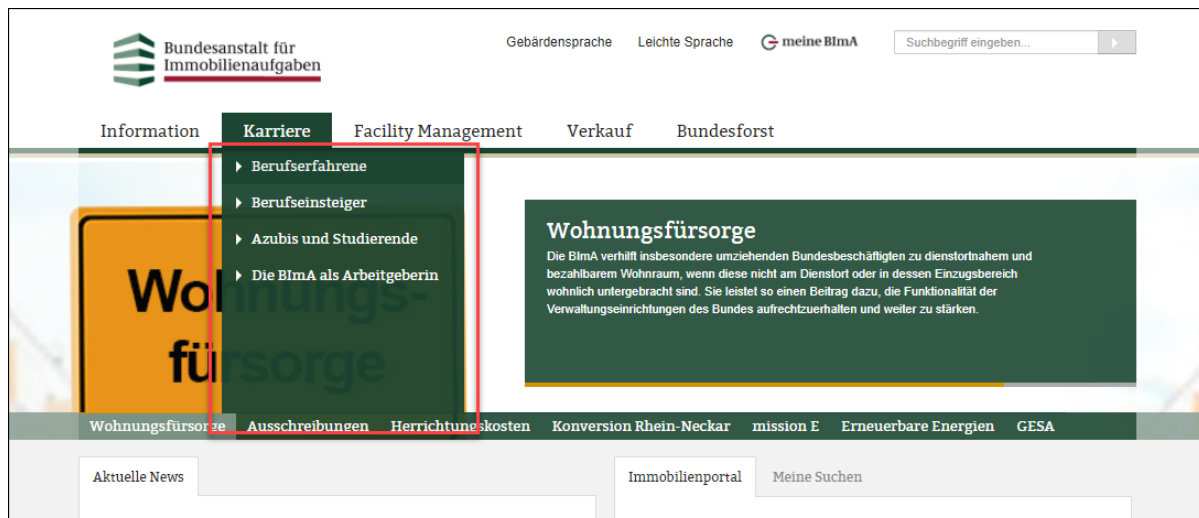 Bundesanstalt für
Immobilienaufgaben
Gebärdensprache Leichte Sprache meine BImA Suchbegriff eingeben...
Information Karriere Facility Management Verkauf Bundesforst
Berufserfahrene
Berufseinsteiger
Azubis und Studierende
Die BImA als Arbeitgeberin
Wohnungs-
fürsorge
Wohnungsfürsorge
Die BImA verhilft insbesondere umziehenden Bundesbeschäftigten zu dienstortnahem und
bezahlbarem Wohnraum, wenn diese nicht am Dienstort oder in dessen Einzugsbereich
wohnlich untergebracht sind. Sie leistet so einen Beitrag dazu, die Funktionalität der
Verwaltungseinrichtungen des Bundes aufrechtzuerhalten und weiter zu stärken.
Wohnungsfürsorge Ausschreibungen Herrichtungskosten Konversion Rhein-Neckar mission E Erneuerbare Energien GESA
Aktuelle News
Immobilienportal Meine Suchen